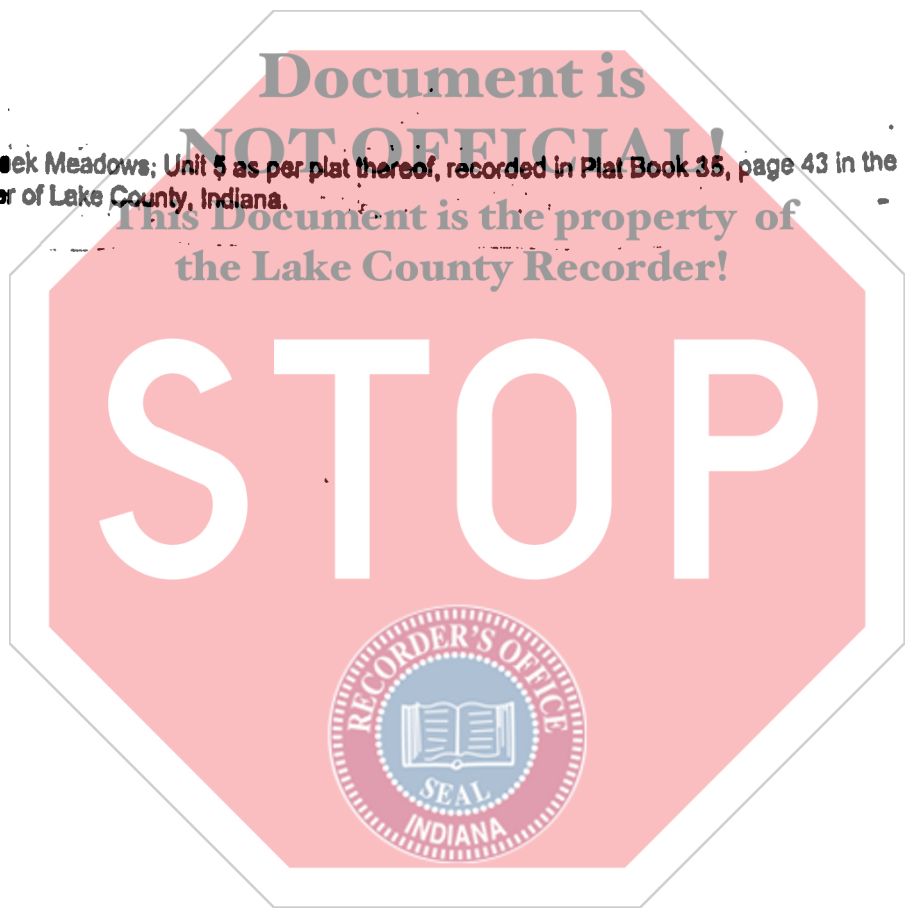 Document is
NOT OFFICIAL!
eek Meadows; Unit 5 as per plat thereof, recorded in Plat Book 35, page 43 in the
er of Lake County, Indiana.
This Document is the property of
the Lake County Recorder!
STOP
RECORDER'S OFFICE
SEAL
INDIANA